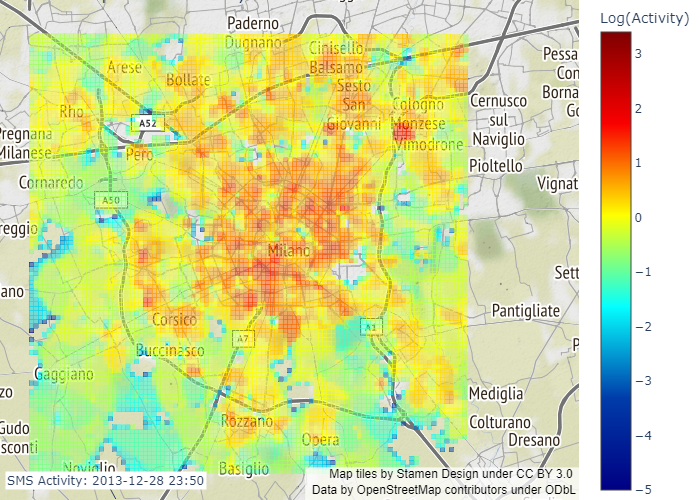 Log(Activity)
Paderno
Dugnano
Cinisello
Balsamo
Arese
Bollate
Sesto
San
Giovanni
Pessa
Con
Borna
Go
Rho
A52
Cologno
Monzese
Cernusco
sul
Naviglio
Pregnana
Milanese
Pero
Vimodrone
Pioltello
Cornaredo
Vignat
A50
reggio
Milano
Sett
ano
Pantigliate
Corsico
A7
A1
Buccinasco
P
Gaggiano
zo
Mediglia
Rozzano
Colturano
Gudo
sconti
Opera
Dresano
Noviglio
Basiglio
SMS Activity: 2013-12-28 23:50
Map tiles by Stamen Design under CC BY 3.0
Data by OpenStreetMap contributors under ODbL
3
2
1
0
−1
−2
−3
−4
−5